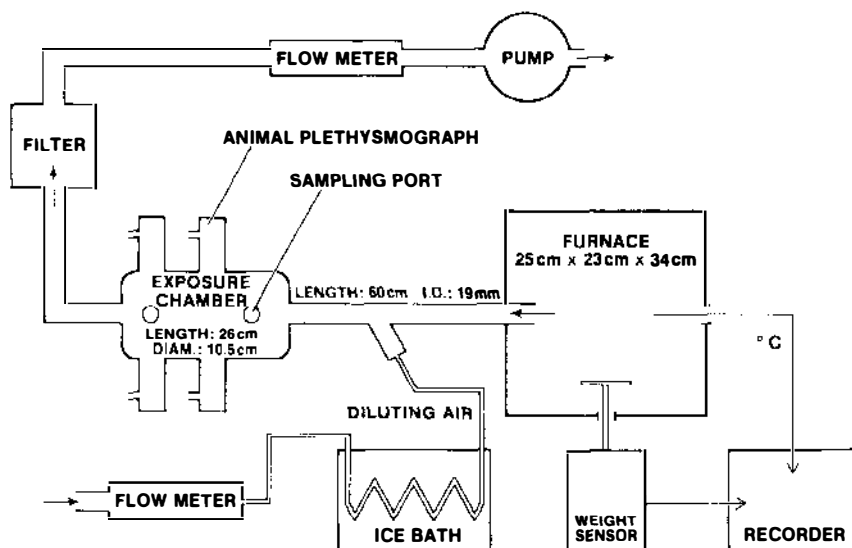 FLOW METER
PUMP
ANIMAL PLETHYSMOGRAPH
FILTER
SAMPLING PORT
FURNACE
25cm x 23cm x 34cm
EXPOSURE
CHAMBER
LENGTH: 60cm I.D.: 19mm
LENGTH: 26cm
DIAM.: 10.5cm
°C
DILUTING AIR
FLOW METER
ICE BATH
WEIGHT
SENSOR
RECORDER